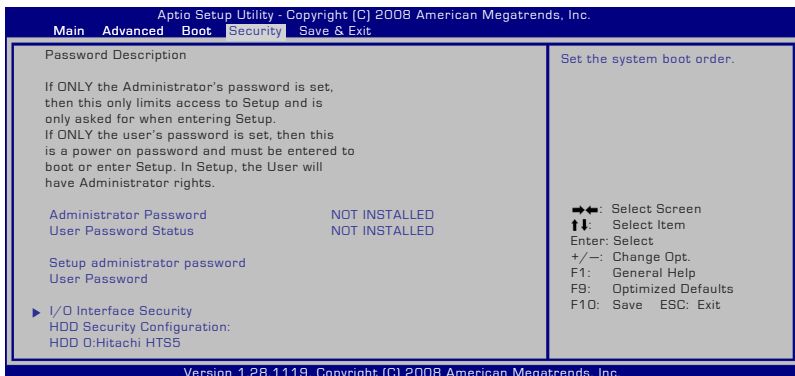 Aptio Setup Utility - Copyright (C) 2008 American Megatrends, Inc.
Main Advanced Boot Security Save & Exit
Password Description
If ONLY the Administrator's password is set,
then this only limits access to Setup and is
only asked for when entering Setup.
If ONLY the user's password is set, then this
is a power on password and must be entered to
boot or enter Setup. In Setup, the User will
have Administrator rights.
Administrator Password NOT INSTALLED
User Password Status NOT INSTALLED
Setup administrator password
User Password
I/O Interface Security
HDD Security Configuration:
HDD 0:Hitachi HTS5
Set the system boot order.
→←: Select Screen
↑↓: Select Item
Enter: Select
+/—: Change Opt.
F1: General Help
F9: Optimized Defaults
F10: Save ESC: Exit
Version 1.28.1119. Copyright (C) 2008 American Megatrends, Inc.